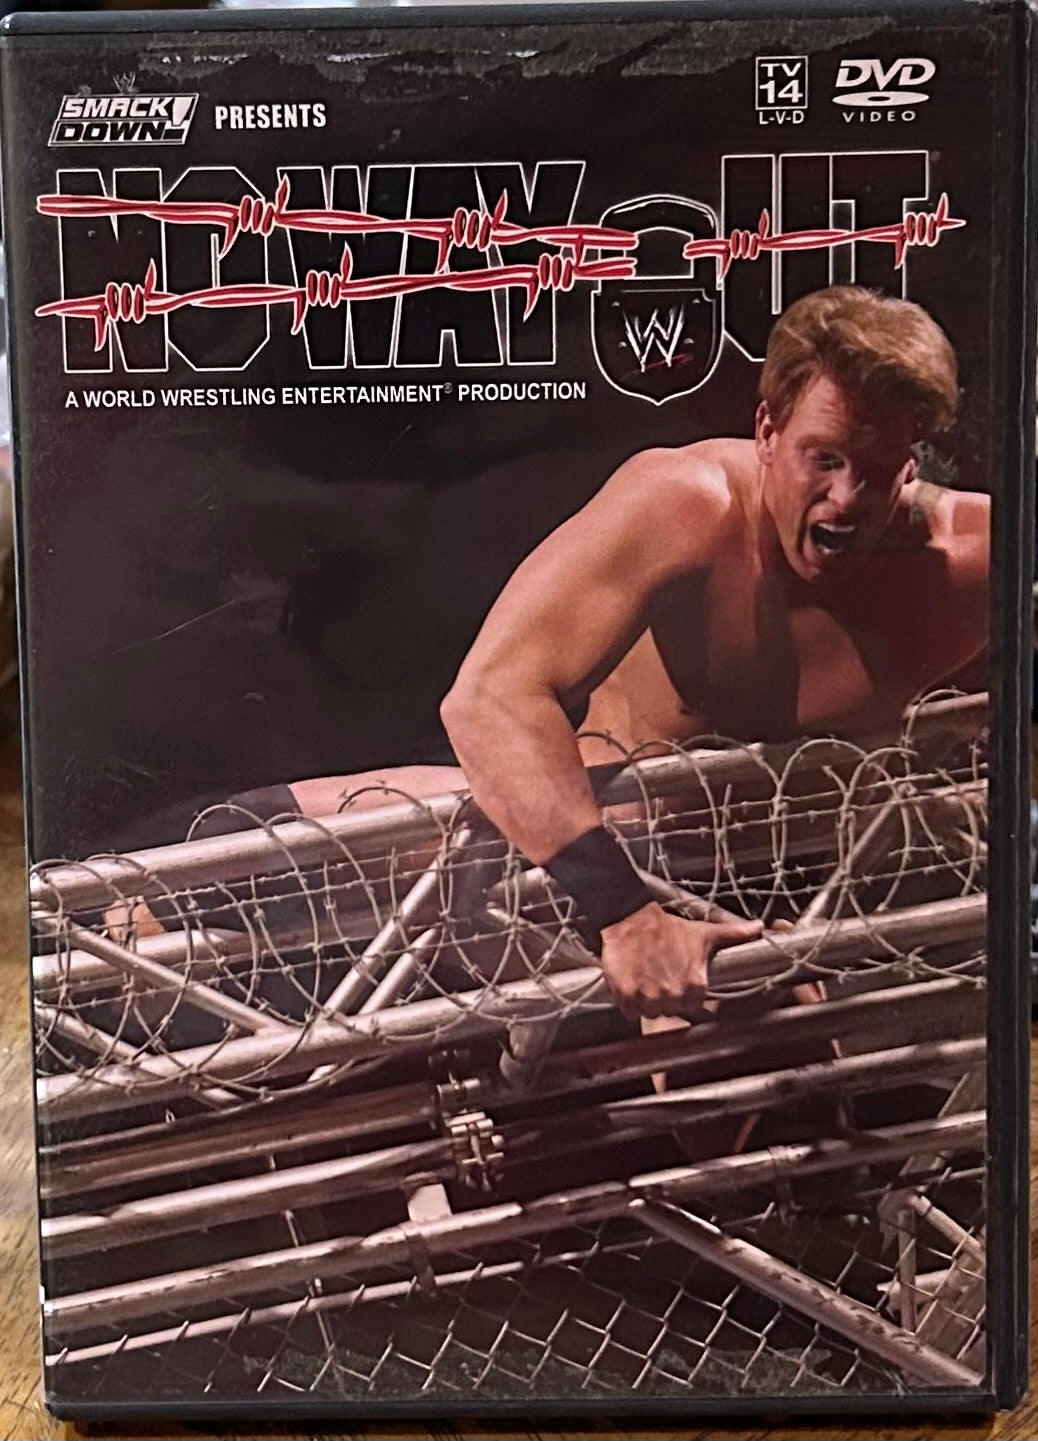 SMACK DOWN! PRESENTS
TV
14
L-V-D
DVD
VIDEO
NO WAY OUT
W
A WORLD WRESTLING ENTERTAINMENT® PRODUCTION